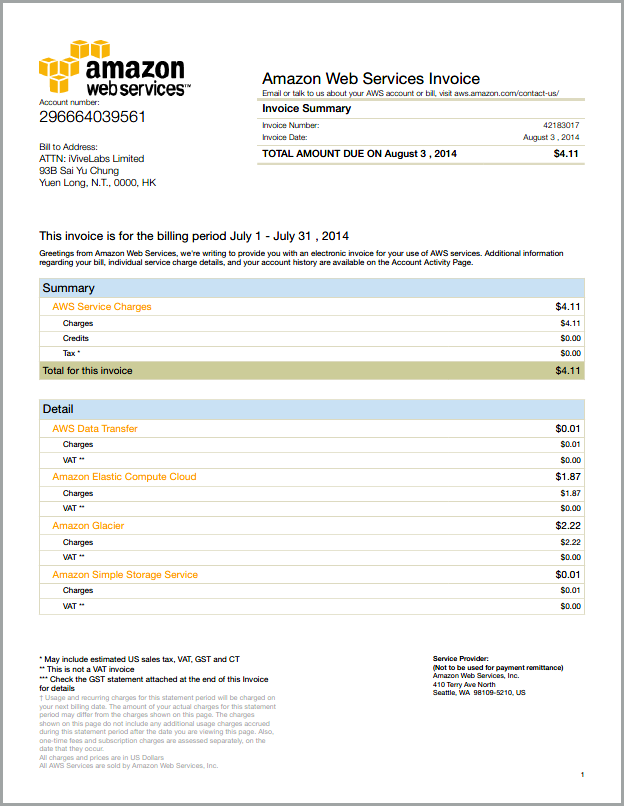 amazon
web services™
Account number:
296664039561
Bill to Address:
ATTN: iViveLabs Limited
93B Sai Yu Chung
Yuen Long, N.T., 0000, HK
Amazon Web Services Invoice
Email or talk to us about your AWS account or bill, visit aws.amazon.com/contact-us/
Invoice Summary
Invoice Number: 42183017
Invoice Date: August 3 , 2014
TOTAL AMOUNT DUE ON August 3 , 2014 $4.11
This invoice is for the billing period July 1 - July 31 , 2014
Greetings from Amazon Web Services, we're writing to provide you with an electronic invoice for your use of AWS services. Additional information
regarding your bill, individual service charge details, and your account history are available on the Account Activity Page.
Summary
AWS Service Charges $4.11
Charges $4.11
Credits $0.00
Tax * $0.00
Total for this invoice $4.11
Detail
AWS Data Transfer $0.01
Charges $0.01
VAT ** $0.00
Amazon Elastic Compute Cloud $1.87
Charges $1.87
VAT ** $0.00
Amazon Glacier $2.22
Charges $2.22
VAT ** $0.00
Amazon Simple Storage Service $0.01
Charges $0.01
VAT ** $0.00
* May include estimated US sales tax, VAT, GST and CT
** This is not a VAT invoice
*** Check the GST statement attached at the end of this Invoice
for details
† Usage and recurring charges for this statement period will be charged on
your next billing date. The amount of your actual charges for this statement
period may differ from the charges shown on this page. The charges
shown on this page do not include any additional usage charges accrued
during this statement period after the date you are viewing this page. Also,
one-time fees and subscription charges are assessed separately, on the
date that they occur.
All charges and prices are in US Dollars
All AWS Services are sold by Amazon Web Services, Inc.
Service Provider:
(Not to be used for payment remittance)
Amazon Web Services, Inc.
410 Terry Ave North
Seattle, WA 98109-5210, US
1